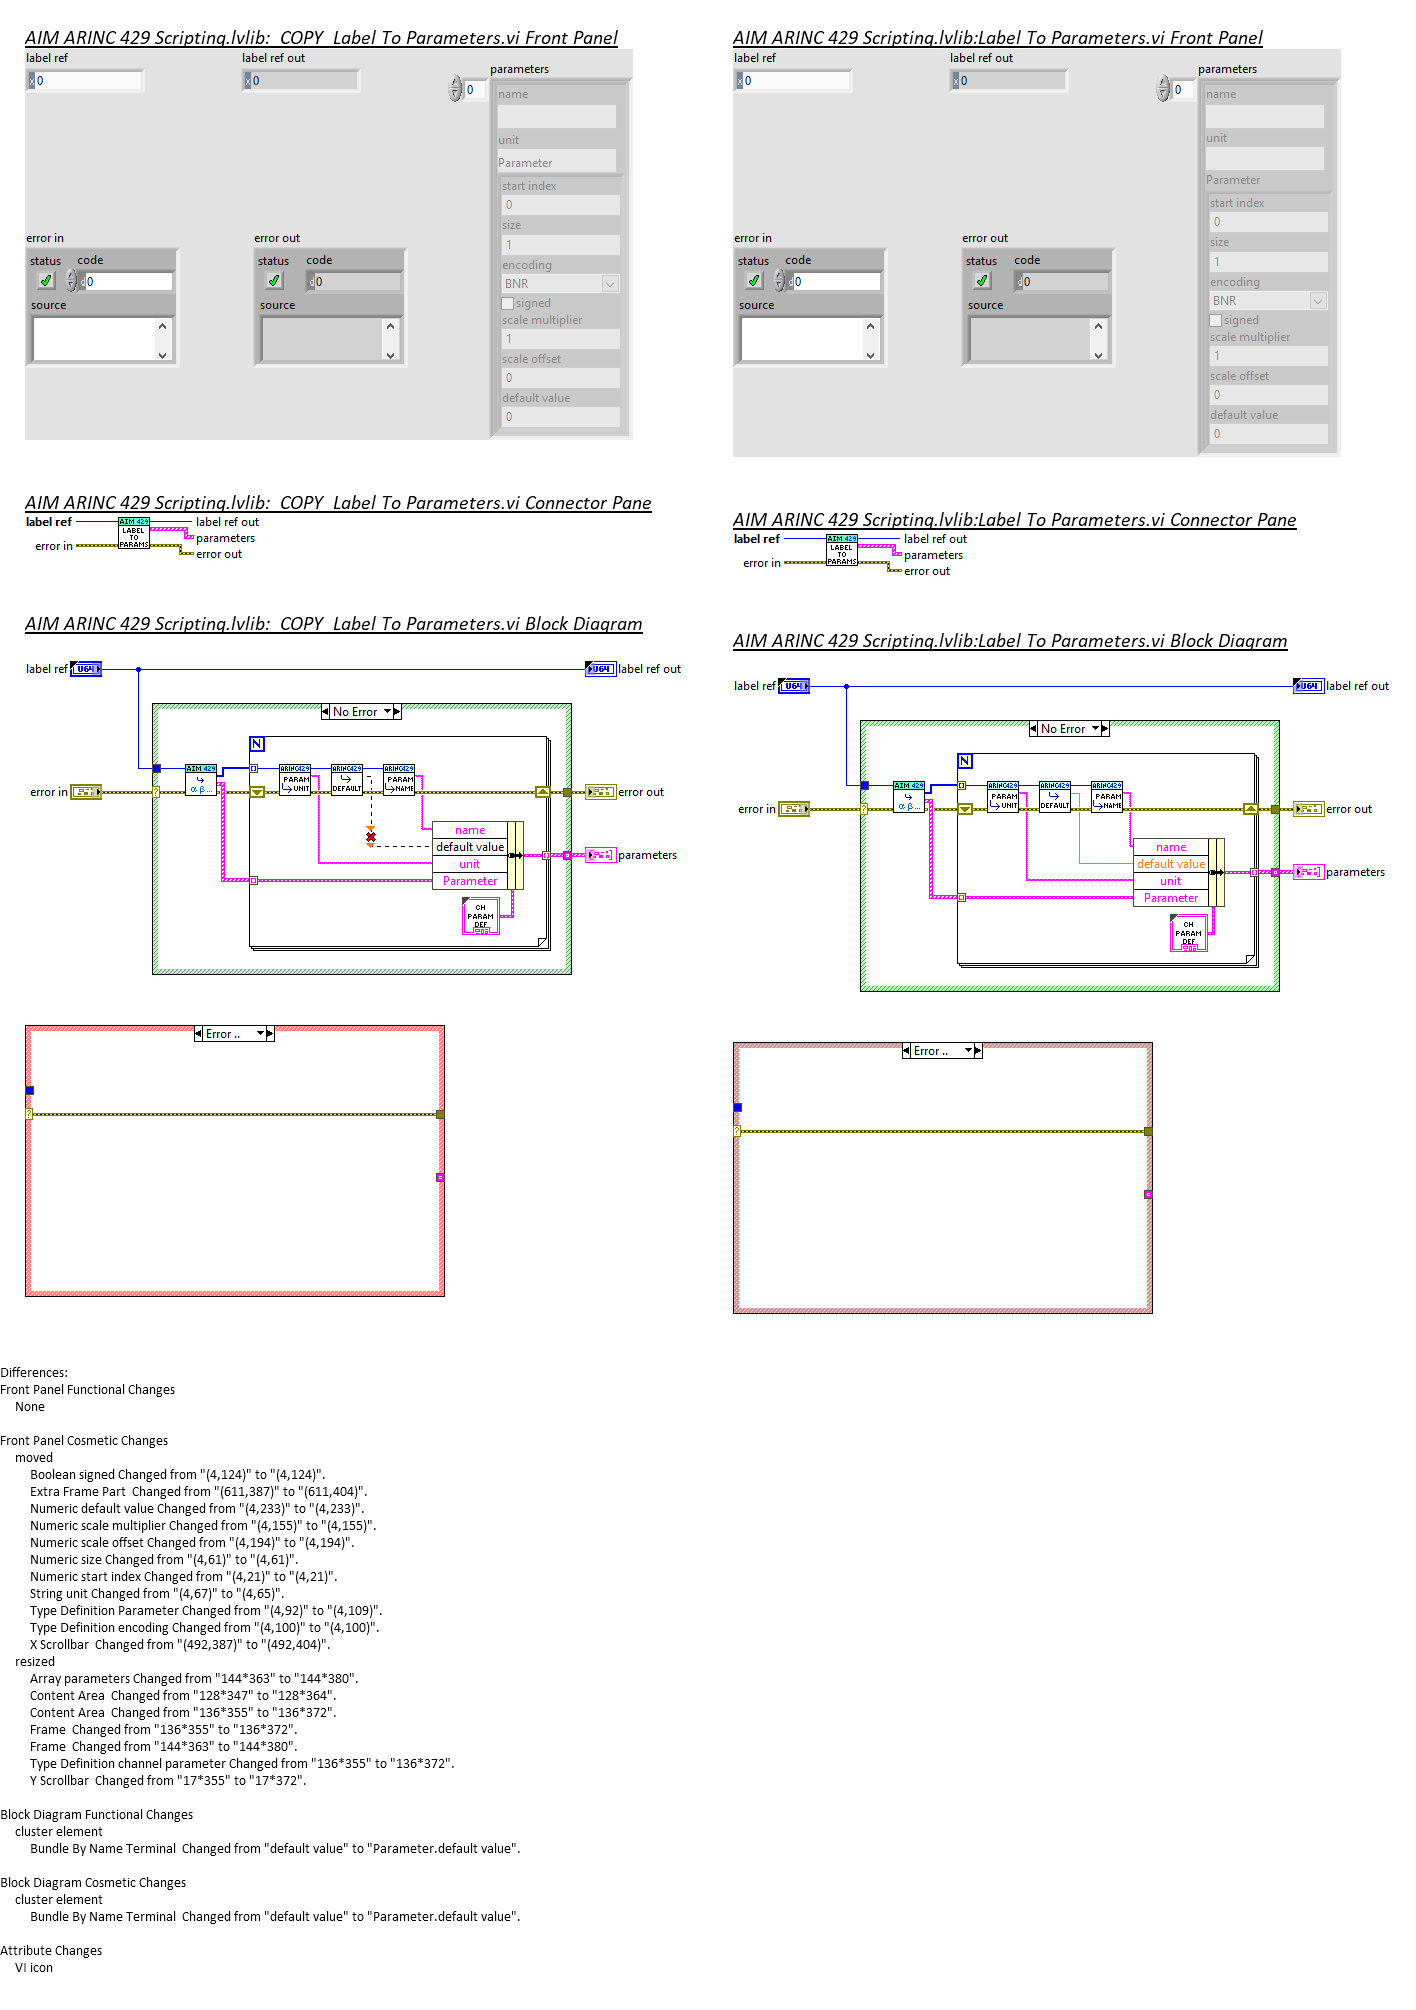 AIM ARINC 429 Scripting.lvlib:  COPY  Label To Parameters.vi Front Panel
label ref
0
label ref out
0
0
parameters
name
unit
Parameter
start index
0
size
1
encoding
BNR
signed
scale multiplier
1
scale offset
0
default value
0
error in
status
code
0
source
error out
status
code
0
source
AIM ARINC 429 Scripting.lvlib:Label To Parameters.vi Front Panel
label ref
0
label ref out
0
0
parameters
name
unit
Parameter
start index
0
size
1
encoding
BNR
signed
scale multiplier
1
scale offset
0
default value
0
error in
status
code
0
source
error out
status
code
0
source
AIM ARINC 429 Scripting.lvlib:  COPY  Label To Parameters.vi Connector Pane
label ref
error in
AIM 429
LABEL
TO
PARAMS
label ref out
parameters
error out
AIM ARINC 429 Scripting.lvlib:Label To Parameters.vi Connector Pane
label ref
error in
AIM 429
LABEL
TO
PARAMS
label ref out
parameters
error out
AIM ARINC 429 Scripting.lvlib:  COPY  Label To Parameters.vi Block Diagram
label ref
U64
U64
label ref out
No Error
N
error in
AIM 429
α β...
ARINC429
PARAM
UNIT
ARINC429
DEFAULT
ARINC429
PARAM
NAME
error out
name
default value
unit
Parameter
parameters
CH
PARAM
DEF
Error ..
AIM ARINC 429 Scripting.lvlib:Label To Parameters.vi Block Diagram
label ref
U64
U64
label ref out
No Error
N
error in
AIM 429
α β...
ARINC429
PARAM
UNIT
ARINC429
DEFAULT
ARINC429
PARAM
NAME
error out
name
default value
unit
Parameter
parameters
CH
PARAM
DEF
Error ..
Differences:
Front Panel Functional Changes
None
Front Panel Cosmetic Changes
moved
Boolean signed Changed from "(4,124)" to "(4,124)".
Extra Frame Part  Changed from "(611,387)" to "(611,404)".
Numeric default value Changed from "(4,233)" to "(4,233)".
Numeric scale multiplier Changed from "(4,155)" to "(4,155)".
Numeric scale offset Changed from "(4,194)" to "(4,194)".
Numeric size Changed from "(4,61)" to "(4,61)".
Numeric start index Changed from "(4,21)" to "(4,21)".
String unit Changed from "(4,67)" to "(4,65)".
Type Definition Parameter Changed from "(4,92)" to "(4,109)".
Type Definition encoding Changed from "(4,100)" to "(4,100)".
X Scrollbar  Changed from "(492,387)" to "(492,404)".
resized
Array parameters Changed from "144*363" to "144*380".
Content Area  Changed from "128*347" to "128*364".
Content Area  Changed from "136*355" to "136*372".
Frame  Changed from "136*355" to "136*372".
Frame  Changed from "144*363" to "144*380".
Type Definition channel parameter Changed from "136*355" to "136*372".
Y Scrollbar  Changed from "17*355" to "17*372".
Block Diagram Functional Changes
cluster element
Bundle By Name Terminal  Changed from "default value" to "Parameter.default value".
Block Diagram Cosmetic Changes
cluster element
Bundle By Name Terminal  Changed from "default value" to "Parameter.default value".
Attribute Changes
VI icon